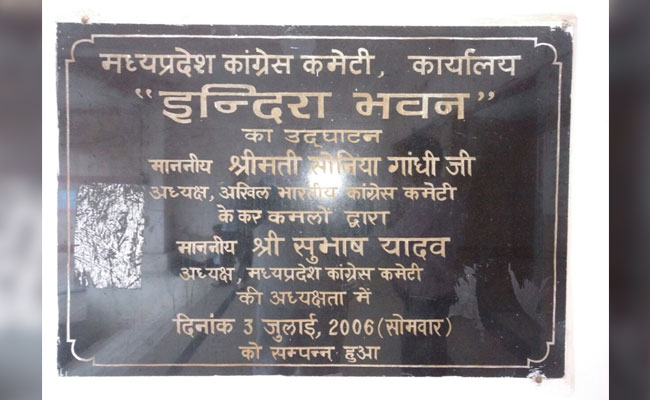 मध्यप्रदेश कांग्रेस कमेटी, कार्यालय
"इन्दिरा भवन"
का उद्घाटन
माननीय श्रीमती सोनिया गांधी जी
अध्यक्ष, अखिल भारतीय कांग्रेस कमेटी
के कर कमलों द्वारा
माननीय श्री सुभाष यादव
अध्यक्ष, मध्यप्रदेश कांग्रेस कमेटी
की अध्यक्षता में
दिनांक 3 जुलाई, 2006 (सोमवार)
को सम्पन्न हुआ